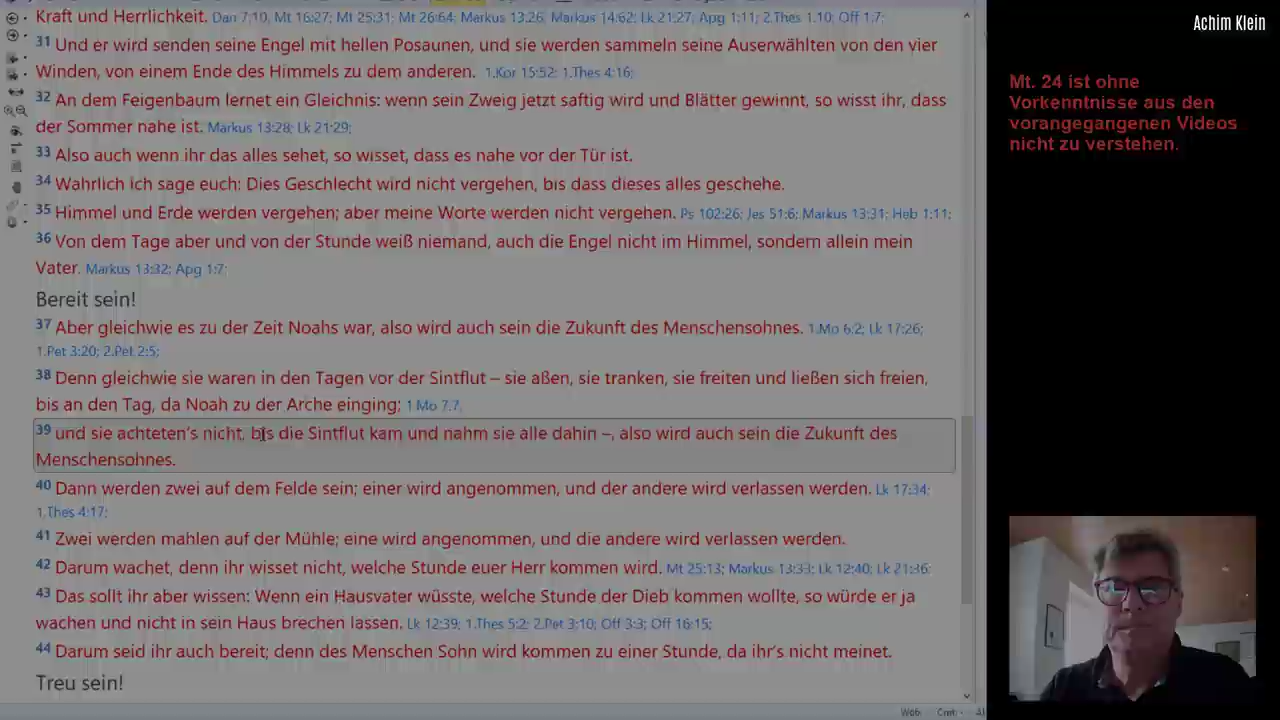 Kraft und Herrlichkeit. Dan 7:10, Mt 16:27; Mt 25:31; Mt 26:64; Markus 13:26, Markus 14:62; Lk 21:27, Apg 1:11; 2.Thes 1.10; Off 1:7;
31 Und er wird senden seine Engel mit hellen Posaunen, und sie werden sammeln seine Auserwählten von den vier
Winden, von einem Ende des Himmels zu dem anderen. 1.Kor 15:52; 1.Thes 4:16;
32 An dem Feigenbaum lernet ein Gleichnis: wenn sein Zweig jetzt saftig wird und Blätter gewinnt, so wisst ihr, dass
der Sommer nahe ist. Markus 13:28; Lk 21:29;
33 Also auch wenn ihr das alles sehet, so wisset, dass es nahe vor der Tür ist.
34 Wahrlich ich sage euch: Dies Geschlecht wird nicht vergehen, bis dass dieses alles geschehe.
35 Himmel und Erde werden vergehen; aber meine Worte werden nicht vergehen. Ps 102:26; Jes 51:6; Markus 13:31; Heb 1:11;
36 Von dem Tage aber und von der Stunde weiß niemand, auch die Engel nicht im Himmel, sondern allein mein
Vater. Markus 13:32; Apg 1:7;
Bereit sein!
37 Aber gleichwie es zu der Zeit Noahs war, also wird auch sein die Zukunft des Menschensohnes. 1.Mo 6:2; Lk 17:26;
1.Pet 3:20; 2.Pet 2:5;
38 Denn gleichwie sie waren in den Tagen vor der Sintflut – sie aßen, sie tranken, sie freiten und ließen sich freien,
bis an den Tag, da Noah zu der Arche einging; 1 Mo 7.7.
39 und sie achteten's nicht, bis die Sintflut kam und nahm sie alle dahin –, also wird auch sein die Zukunft des
Menschensohnes.
40 Dann werden zwei auf dem Felde sein; einer wird angenommen, und der andere wird verlassen werden. Lk 17:34;
1.Thes 4:17;
41 Zwei werden mahlen auf der Mühle; eine wird angenommen, und die andere wird verlassen werden.
42 Darum wachet, denn ihr wisset nicht, welche Stunde euer Herr kommen wird. Mt 25:13; Markus 13:33; Lk 12:40; Lk 21:36;
43 Das sollt ihr aber wissen: Wenn ein Hausvater wüsste, welche Stunde der Dieb kommen wollte, so würde er ja
wachen und nicht in sein Haus brechen lassen. Lk 12:39; 1.Thes 5:2; 2.Pet 3:10; Off 3:3; Off 16:15;
44 Darum seid ihr auch bereit; denn des Menschen Sohn wird kommen zu einer Stunde, da ihr's nicht meinet.
Treu sein!
Achim Klein
Mt. 24 ist ohne
Vorkenntnisse aus den
vorangegangenen Videos
nicht zu verstehen.